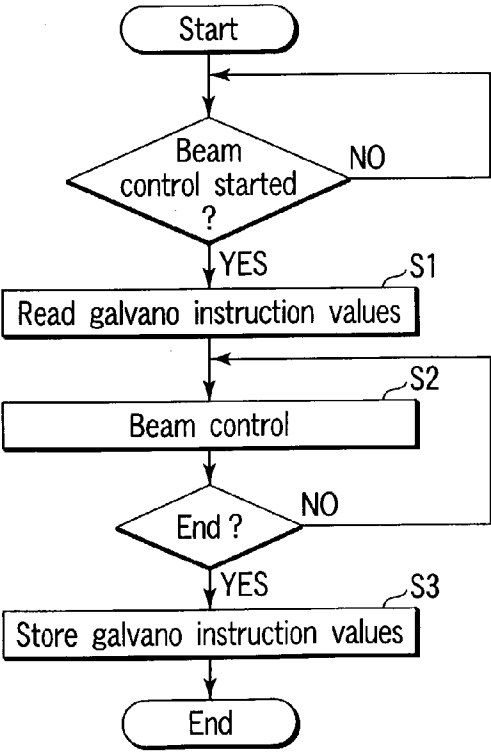 Start
Beam
control started
?
NO
YES
S1
Read galvano instruction values
S2
Beam control
End ?
NO
YES
S3
Store galvano instruction values
End